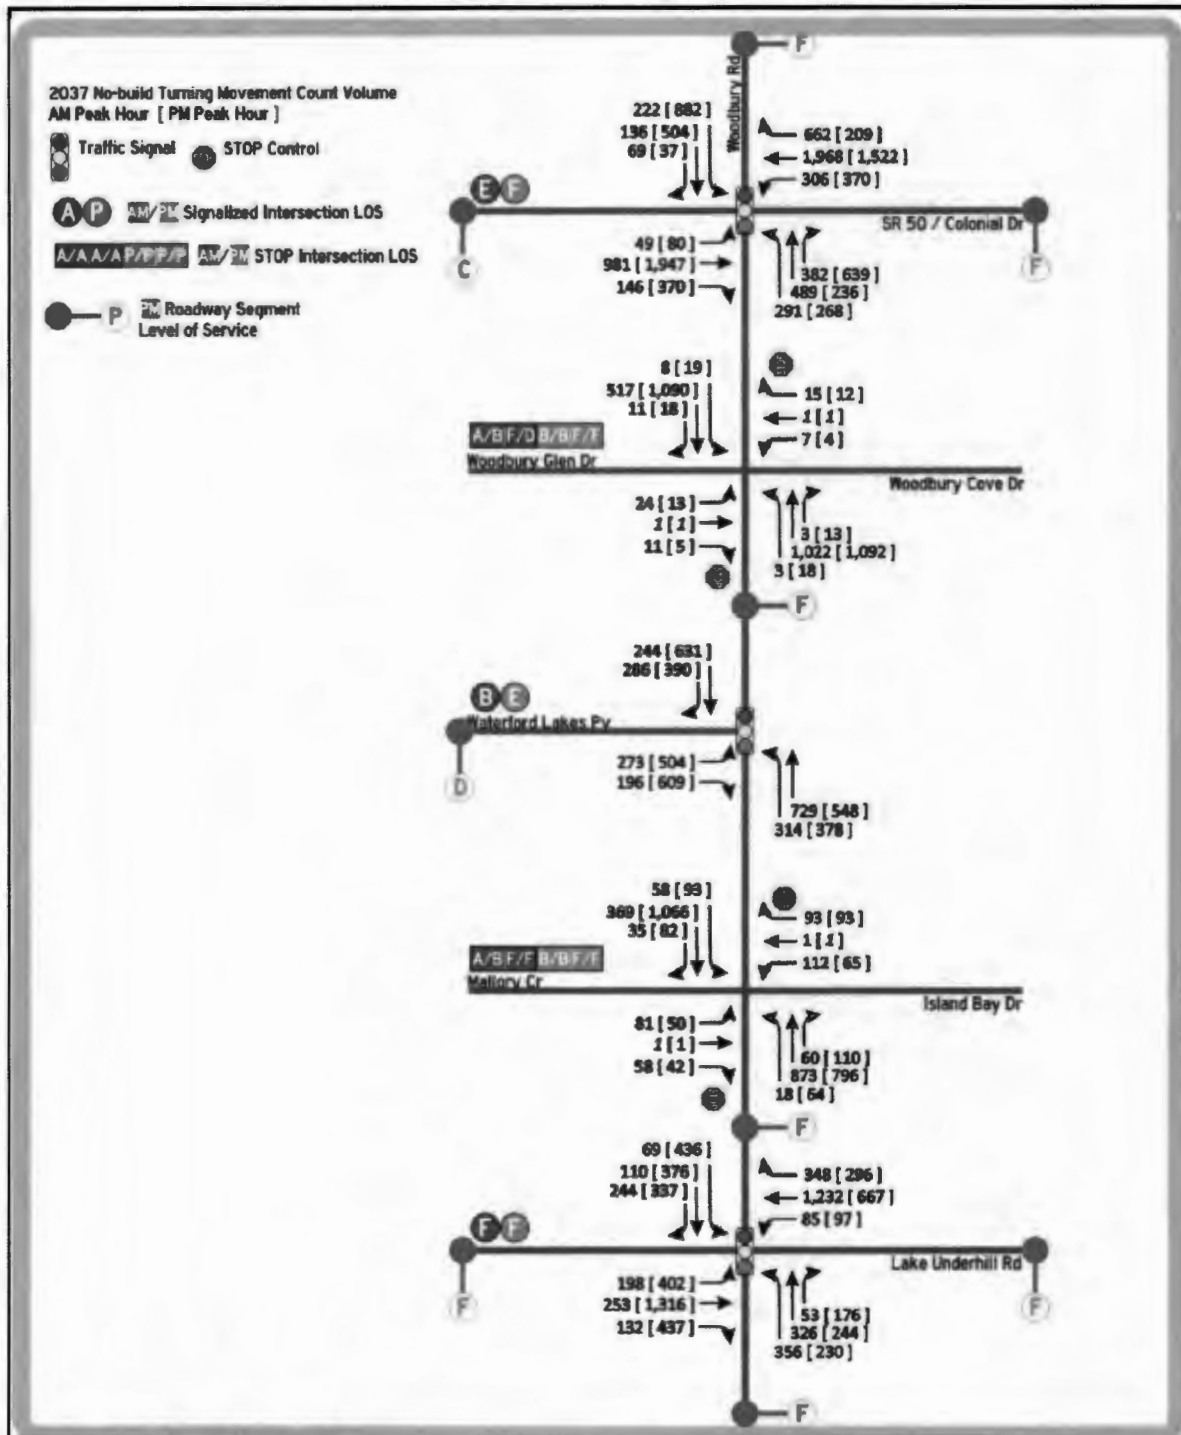 2037 No-build Turning Movement Count Volume
AM Peak Hour [ PM Peak Hour ]
Traffic Signal
STOP Control
A P AM/PM Signalized Intersection LOS
A/A A/A P/P P/P AM/PM STOP Intersection LOS
P PM Roadway Segment
Level of Service
F
Woodbury Rd
222 [ 882 ]
136 [ 504 ]
69 [ 37 ]
662 [ 209 ]
1,968 [ 1,522 ]
306 [ 370 ]
E F
SR 50 / Colonial Dr
C
F
49 [ 80 ]
981 [ 1,947 ]
146 [ 370 ]
382 [ 639 ]
489 [ 236 ]
291 [ 268 ]
8 [ 19 ]
517 [ 1,090 ]
11 [ 18 ]
15 [ 12 ]
1 [ 1 ]
7 [ 4 ]
A/B F/D B/B F/F
Woodbury Glen Dr
Woodbury Cove Dr
24 [ 13 ]
1 [ 1 ]
11 [ 5 ]
3 [ 13 ]
1,022 [ 1,092 ]
3 [ 18 ]
F
244 [ 631 ]
286 [ 390 ]
B E
Waterford Lakes Py
D
273 [ 504 ]
196 [ 609 ]
729 [ 548 ]
314 [ 378 ]
58 [ 93 ]
369 [ 1,066 ]
35 [ 82 ]
93 [ 93 ]
1 [ 1 ]
112 [ 65 ]
A/B F/F B/B F/F
Mallory Cr
Island Bay Dr
81 [ 50 ]
1 [ 1 ]
58 [ 42 ]
60 [ 110 ]
873 [ 796 ]
18 [ 64 ]
F
69 [ 436 ]
110 [ 376 ]
244 [ 337 ]
348 [ 296 ]
1,232 [ 667 ]
85 [ 97 ]
F F
Lake Underhill Rd
F
F
198 [ 402 ]
253 [ 1,316 ]
132 [ 437 ]
53 [ 176 ]
326 [ 244 ]
356 [ 230 ]
F